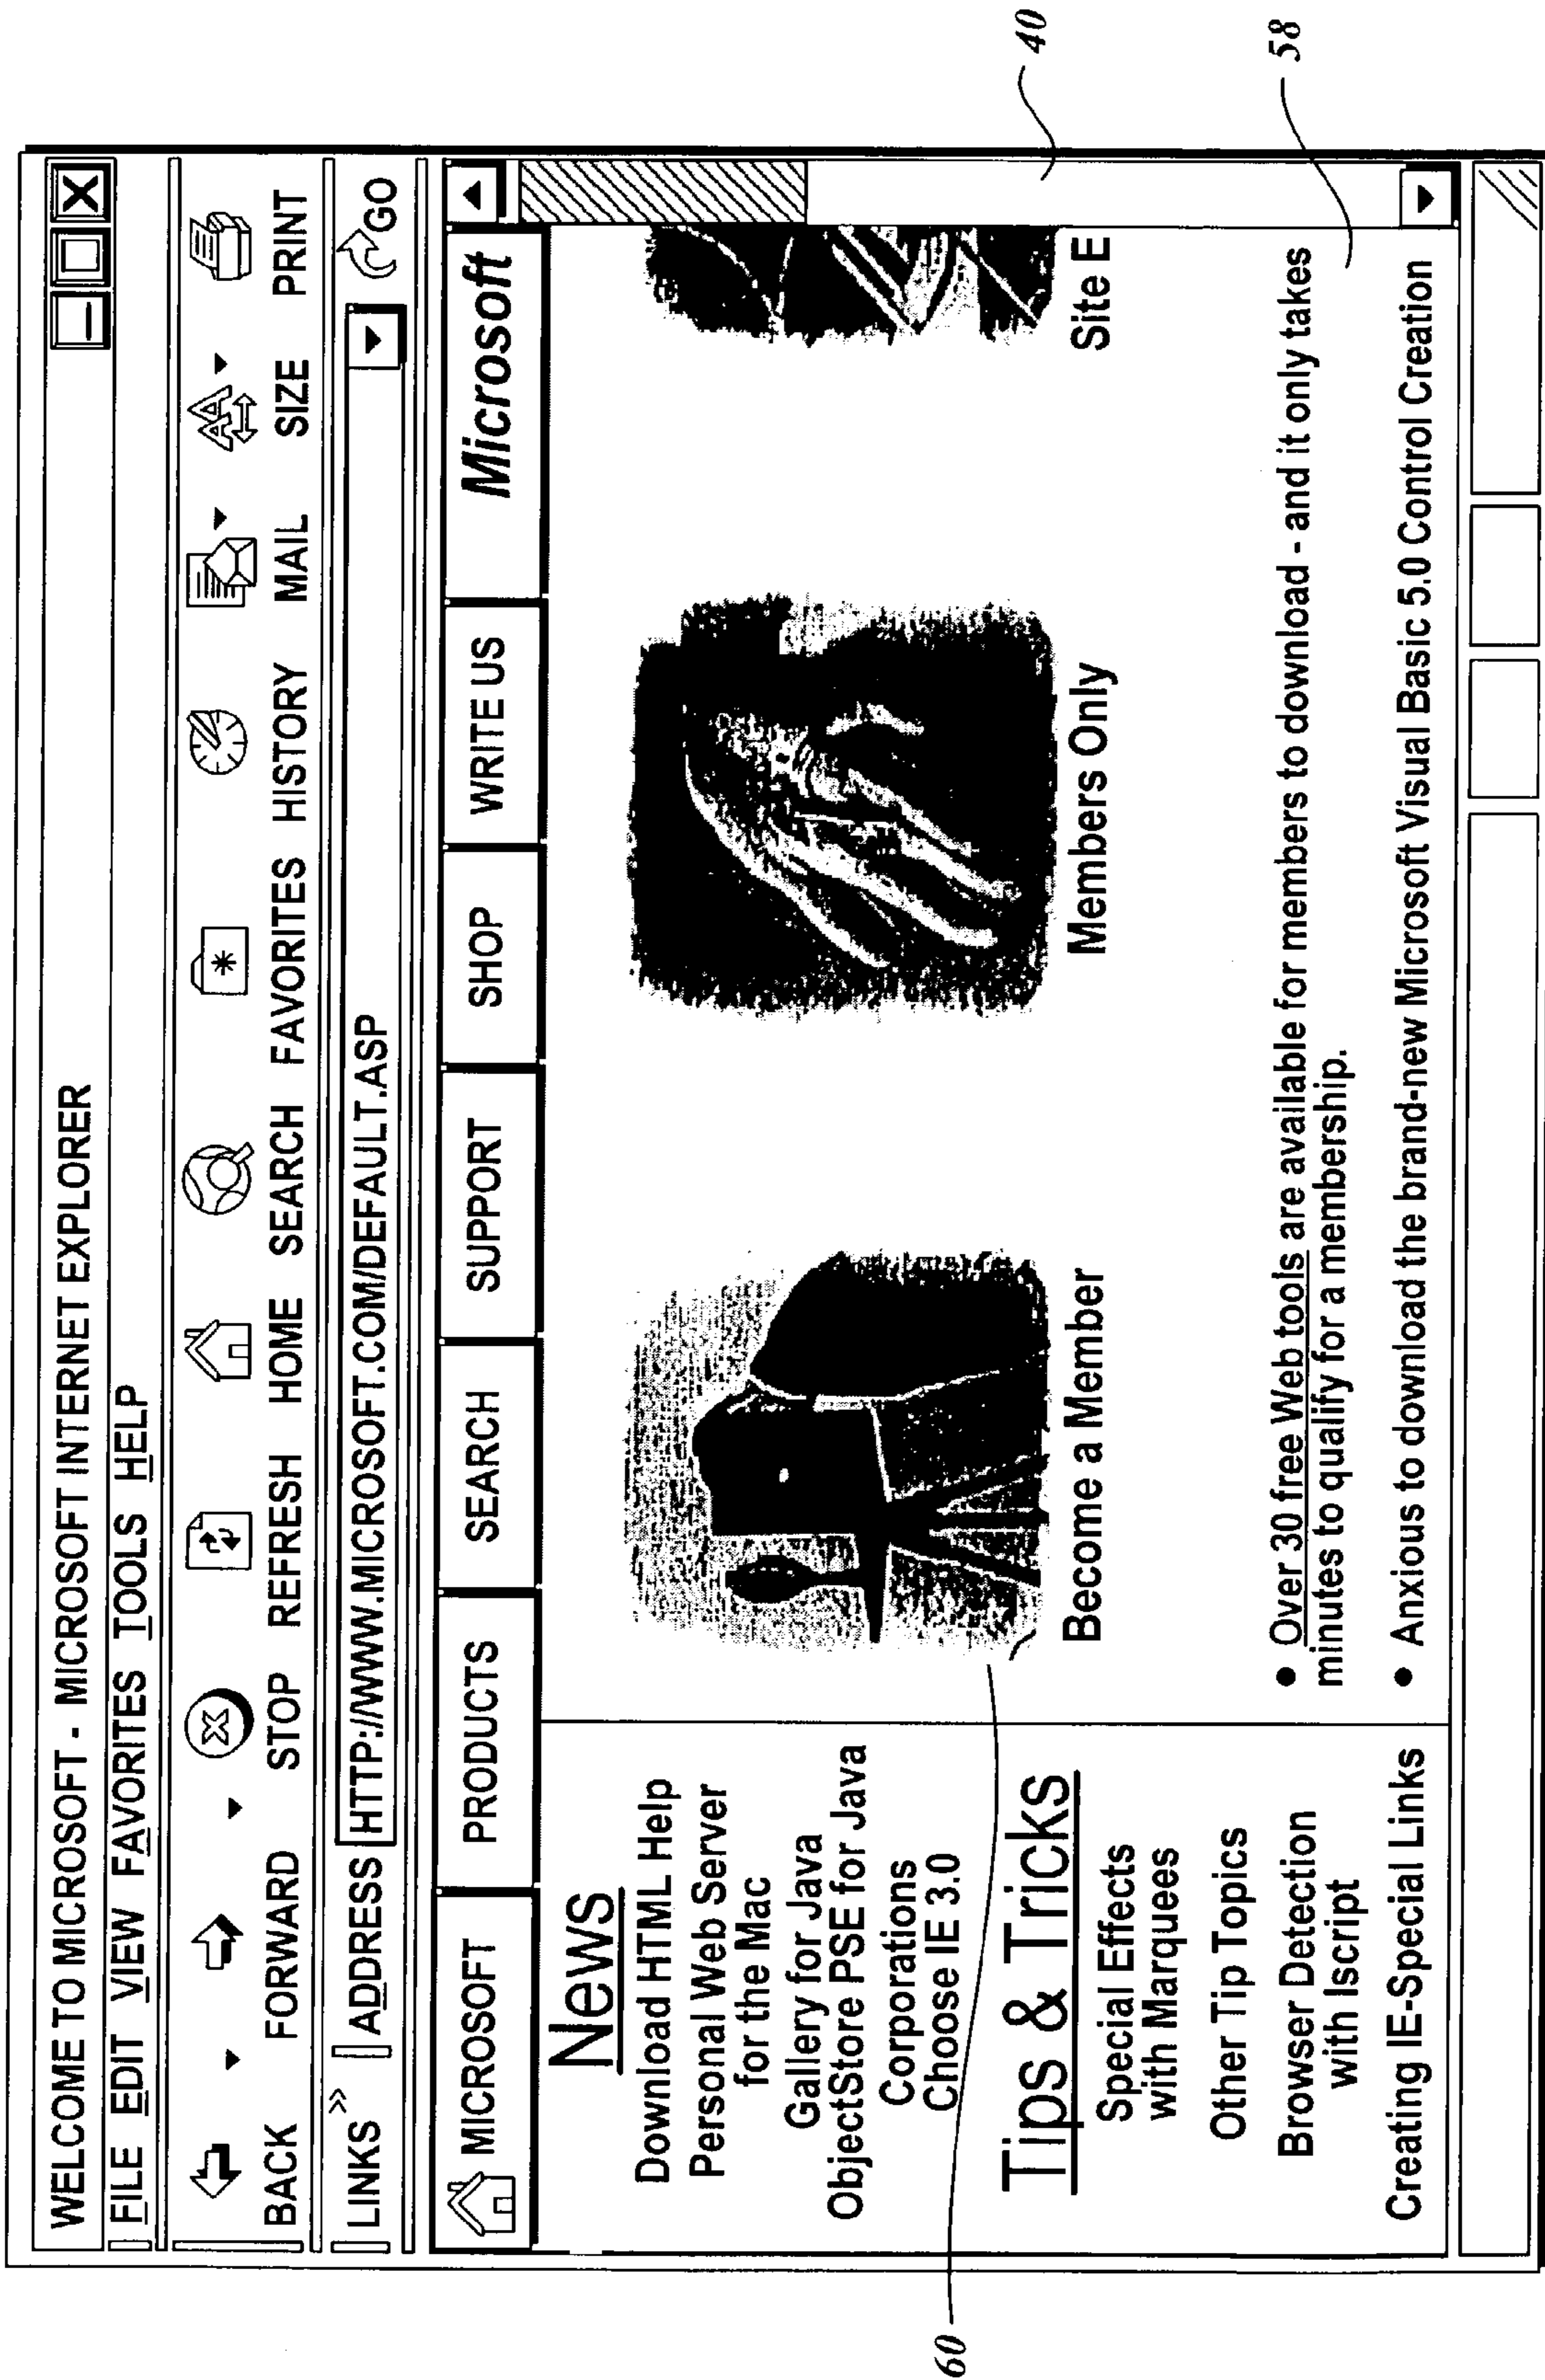 WELCOME TO MICROSOFT - MICROSOFT INTERNET EXPLORER
FILE EDIT VIEW FAVORITES TOOLS HELP
BACK FORWARD STOP REFRESH HOME SEARCH FAVORITES HISTORY MAIL SIZE PRINT
LINKS » ADDRESS HTTP://WWW.MICROSOFT.COM/DEFAULT.ASP GO
MICROSOFT PRODUCTS SEARCH SUPPORT SHOP WRITE US Microsoft
News
Download HTML Help
Personal Web Server
for the Mac
Gallery for Java
ObjectStore PSE for Java
Corporations
Choose IE 3.0
Tips & Tricks
Special Effects
with Marquees
Other Tip Topics
Browser Detection
with Iscript
Creating IE-Special Links
Become a Member
Members Only
Site E
• Over 30 free Web tools are available for members to download - and it only takes
minutes to qualify for a membership.
• Anxious to download the brand-new Microsoft Visual Basic 5.0 Control Creation
60
40
58